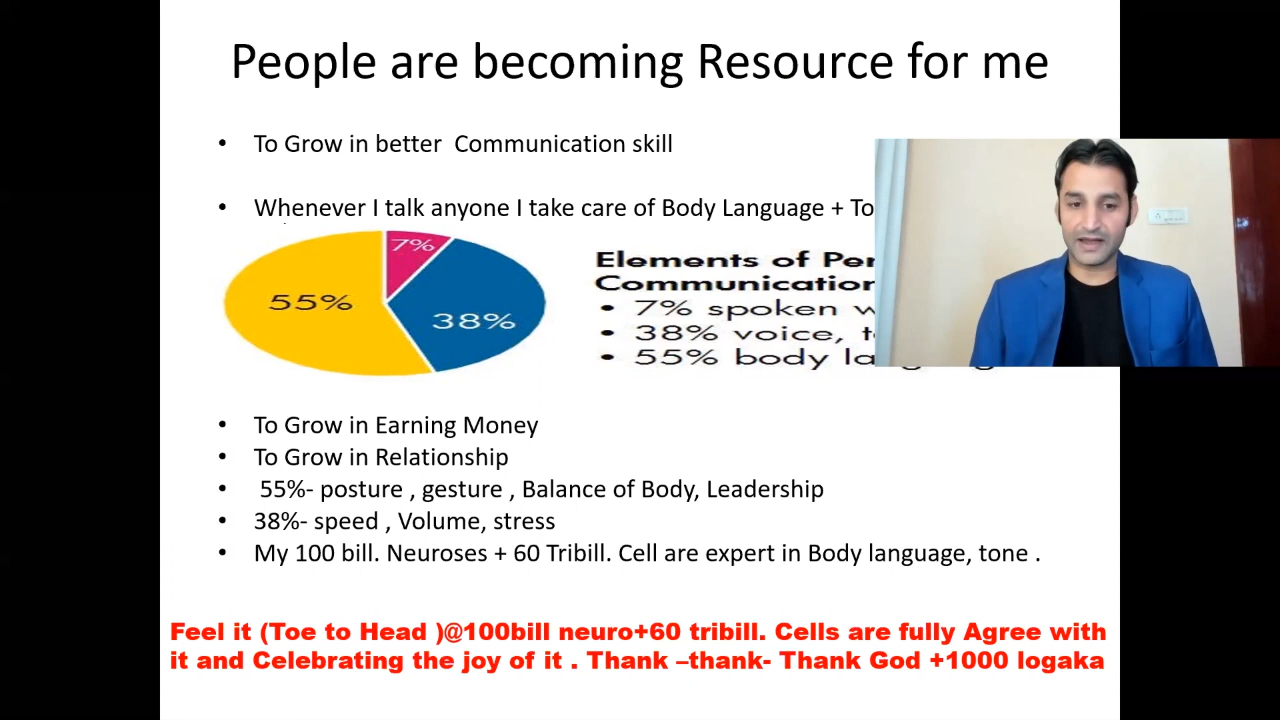 People are becoming Resource for me
• To Grow in better Communication skill
• Whenever I talk anyone I take care of Body Language + To
7%
55%
38%
Elements of Per
Communication
• 7% spoken w
• 38% voice, t
• 55% body la
• To Grow in Earning Money
• To Grow in Relationship
• 55%- posture , gesture , Balance of Body, Leadership
• 38%- speed , Volume, stress
• My 100 bill. Neuroses + 60 Tribill. Cell are expert in Body language, tone .
Feel it (Toe to Head )@100bill neuro+60 tribill. Cells are fully Agree with
it and Celebrating the joy of it . Thank –thank- Thank God +1000 logaka